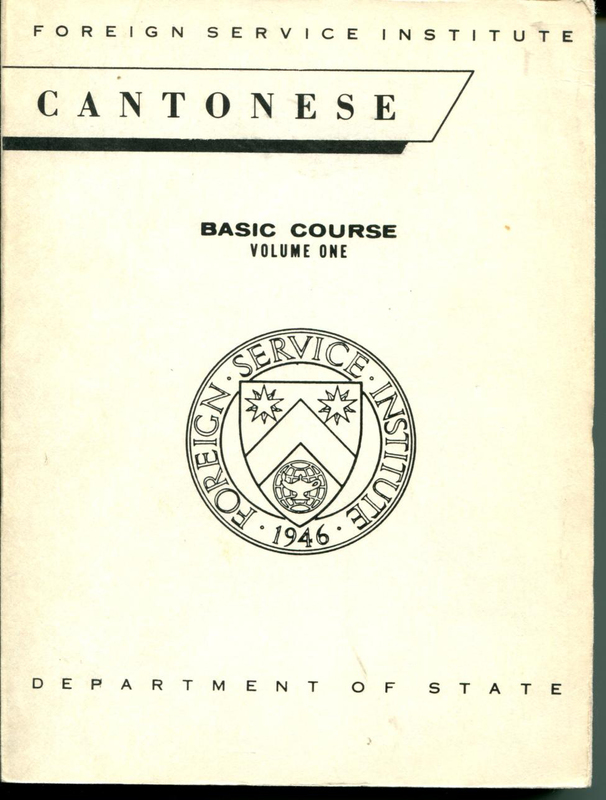 FOREIGN SERVICE INSTITUTE
CANTONESE
BASIC COURSE
VOLUME ONE
FOREIGN · SERVICE · INSTITUTE
· 1946 ·
DEPARTMENT OF STATE